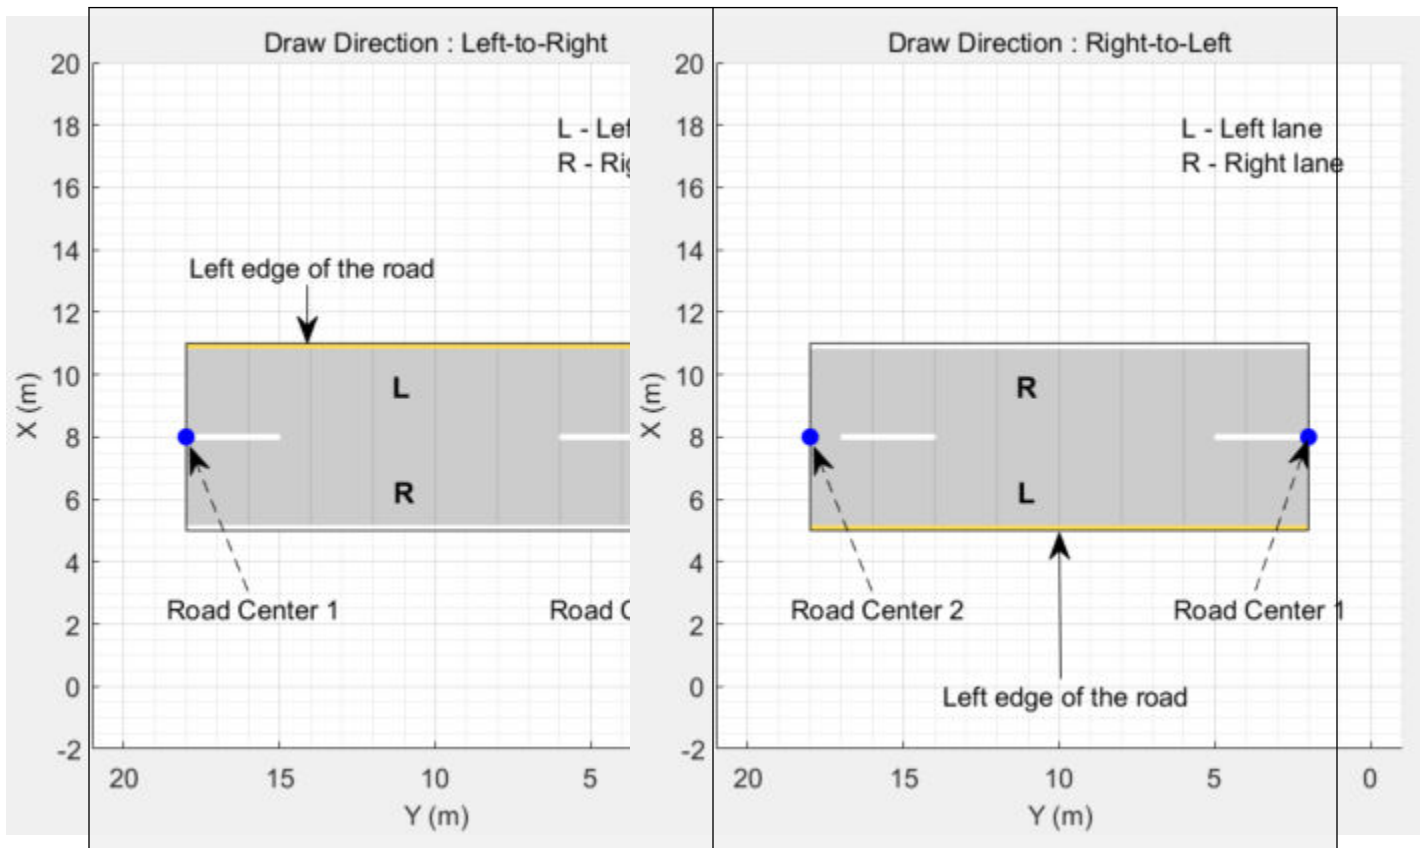 Draw Direction : Left-to-Right
20
18
16
14
12
10
8
6
4
2
0
-2
X (m)
L - Lef
R - Rig
Left edge of the road
L
R
Road Center 1
Road C
20
15
10
5
Y (m)
Draw Direction : Right-to-Left
20
18
16
14
12
10
8
6
4
2
0
-2
X (m)
L - Left lane
R - Right lane
R
L
Road Center 2
Road Center 1
Left edge of the road
20
15
10
5
0
Y (m)